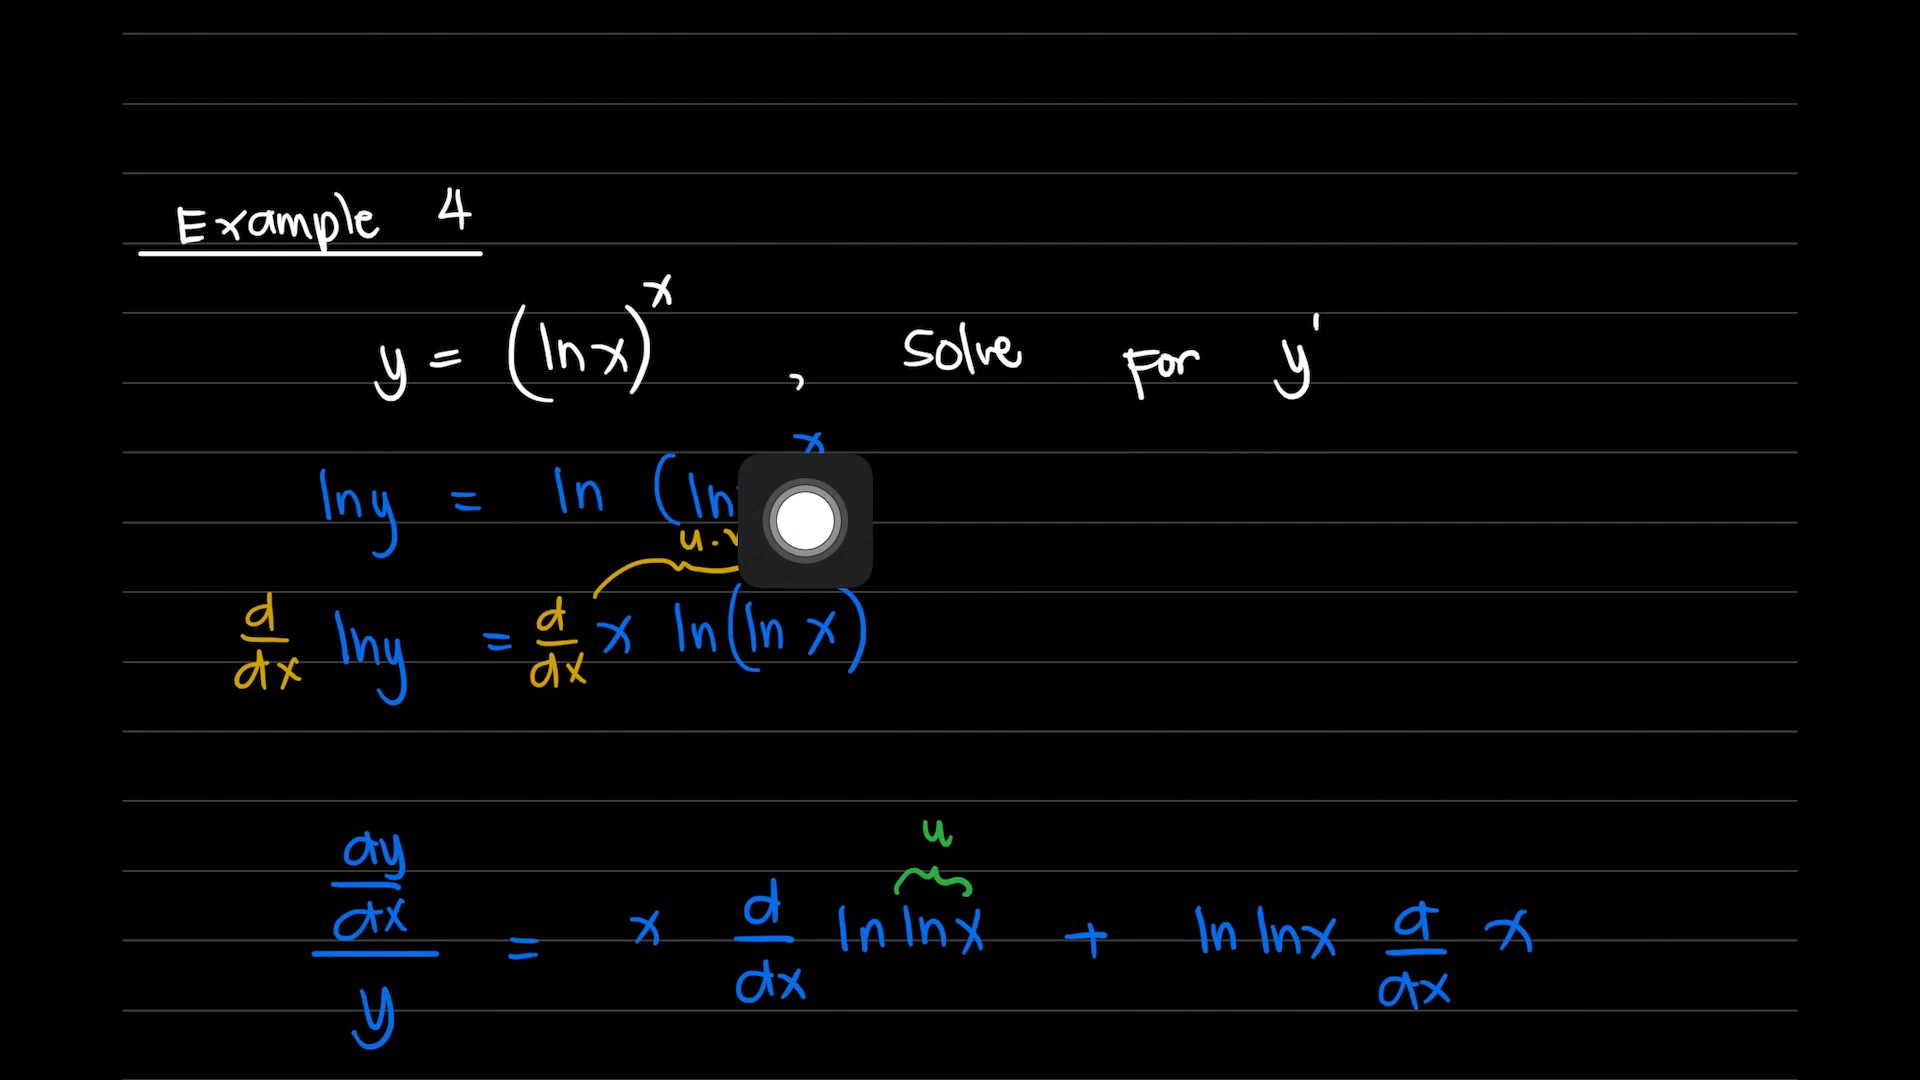 Example 4
y = (ln x)^x , Solve For y'
ln y = ln (ln x
u.
d/dx ln y = d/dx x ln(ln x)
u
dy/dx / y = x d/dx ln ln x + ln ln x d/dx x